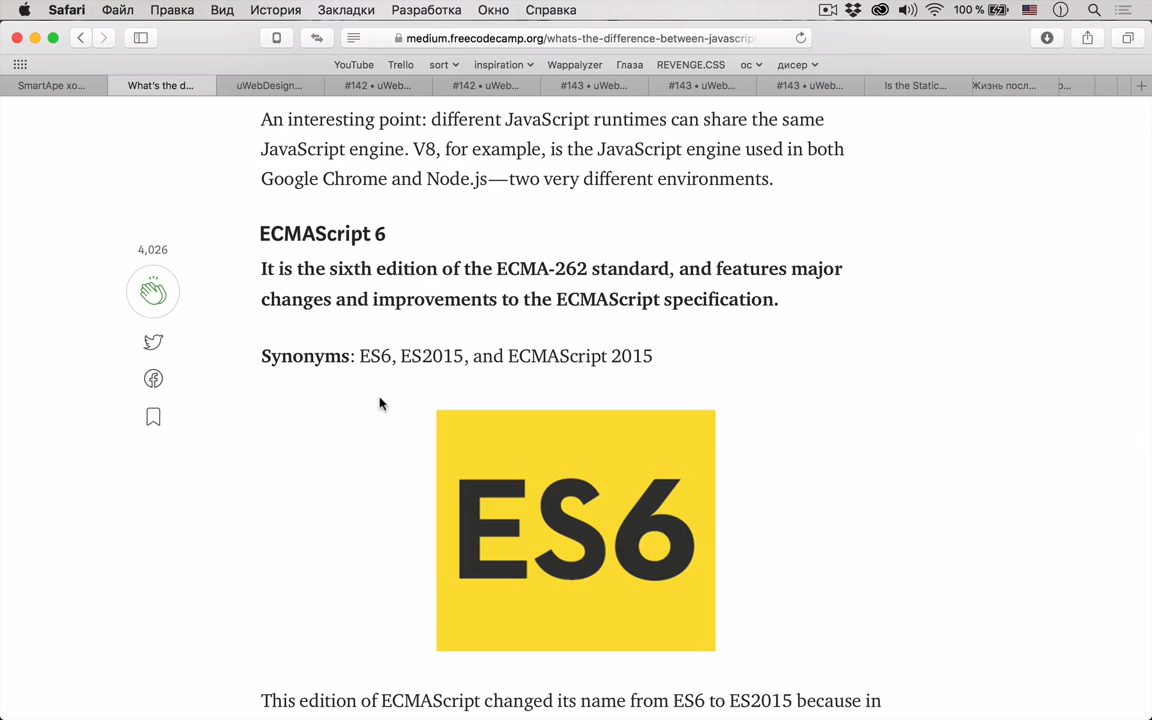 Safari Файл Правка Вид История Закладки Разработка Окно Справка 100 %
medium.freecodecamp.org/whats-the-difference-between-javascrip
YouTube Trello sort inspiration Wappalyzer Глаза REVENGE.CSS ос дисер
SmartApe хо... What's the d... uWebDesign... #142 • uWeb... #142 • uWeb... #143 • uWeb... #143 • uWeb... #143 • uWeb... Is the Static... Жизнь посл...
An interesting point: different JavaScript runtimes can share the same
JavaScript engine. V8, for example, is the JavaScript engine used in both
Google Chrome and Node.js—two very different environments.
ECMAScript 6
4,026
It is the sixth edition of the ECMA-262 standard, and features major
changes and improvements to the ECMAScript specification.
Synonyms: ES6, ES2015, and ECMAScript 2015
ES6
This edition of ECMAScript changed its name from ES6 to ES2015 because in